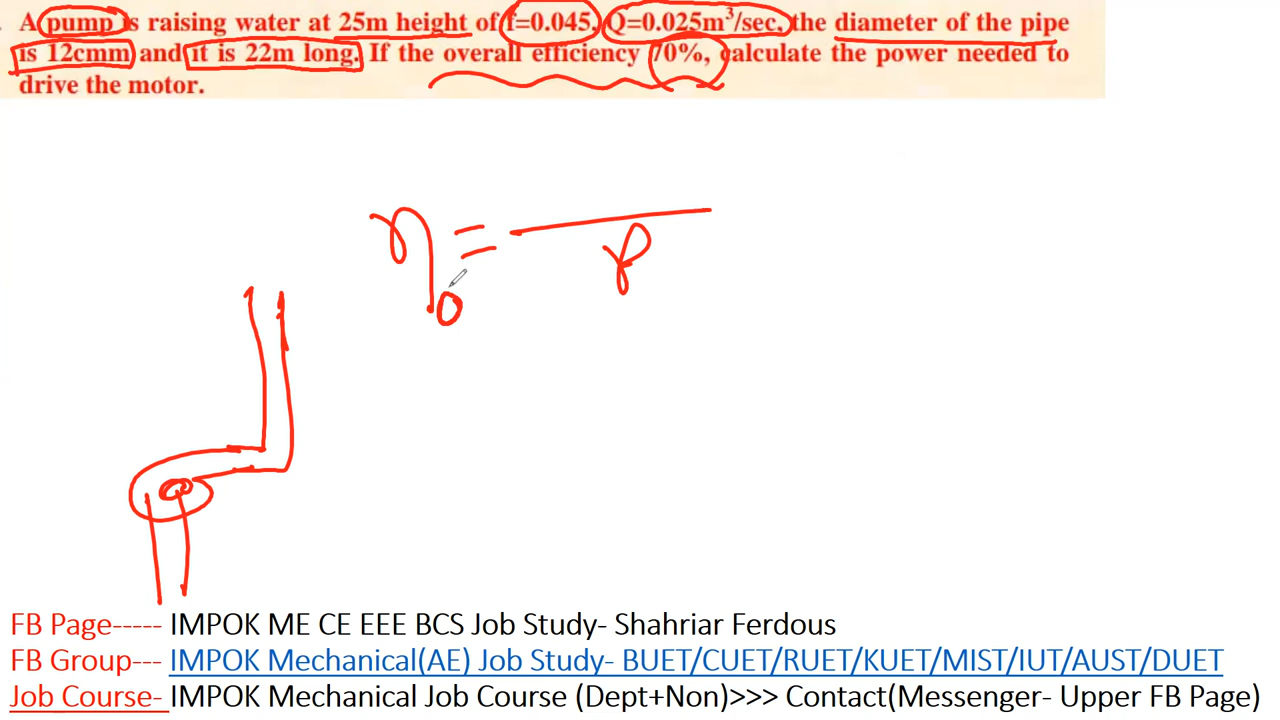 A pump is raising water at 25m height of f=0.045, Q=0.025m³/sec, the diameter of the pipe
is 12cmm and it is 22m long. If the overall efficiency 70%, calculate the power needed to
drive the motor.
η₀ = ―― P
FB Page----- IMPOK ME CE EEE BCS Job Study- Shahriar Ferdous
FB Group--- IMPOK Mechanical(AE) Job Study- BUET/CUET/RUET/KUET/MIST/IUT/AUST/DUET
Job Course- IMPOK Mechanical Job Course (Dept+Non)>>> Contact(Messenger- Upper FB Page)